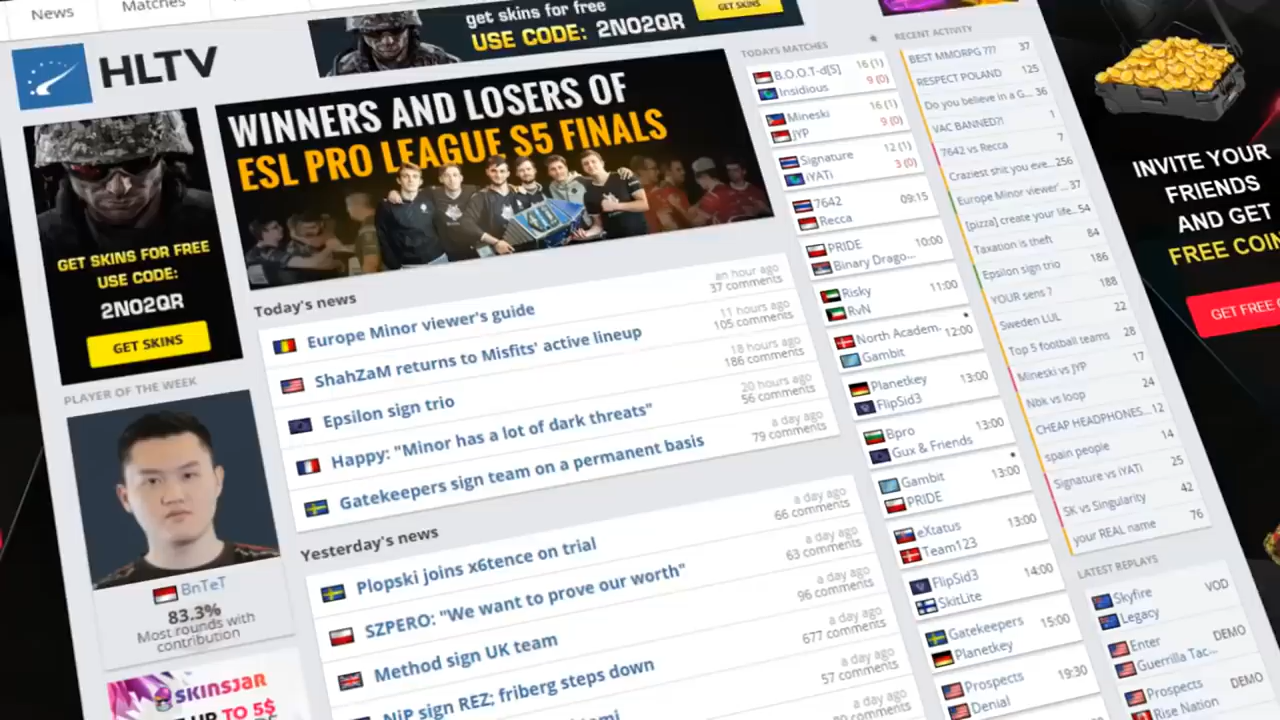 News
Matches
get skins for free
USE CODE: 2NO2QR
GET SKINS
HLTV
WINNERS AND LOSERS OF
ESL PRO LEAGUE S5 FINALS
GET SKINS FOR FREE
USE CODE:
2NO2QR
GET SKINS
PLAYER OF THE WEEK
BnTeT
83.3%
Most rounds with
contribution
SKINSJAR
UP TO 5$
Today's news
Europe Minor viewer's guide
an hour ago
37 comments
ShahZaM returns to Misfits' active lineup
11 hours ago
105 comments
Epsilon sign trio
18 hours ago
186 comments
Happy: "Minor has a lot of dark threats"
20 hours ago
56 comments
Gatekeepers sign team on a permanent basis
a day ago
79 comments
Yesterday's news
Plopski joins x6tence on trial
a day ago
66 comments
SZPERO: "We want to prove our worth"
a day ago
63 comments
Method sign UK team
a day ago
96 comments
NiP sign REZ; friberg steps down
a day ago
677 comments
a day ago
57 comments
a day ago
TODAYS MATCHES
B.O.O.T-d[S] 16 (1)
Insidious 9 (0)
Mineski 16 (1)
JYP 9 (0)
Signature 12 (1)
iYATi 3 (0)
7642
Recca
09:15
PRIDE
Binary Drago...
10:00
Risky
RvN
11:00
North Academ.
Gambit
12:00
Planetkey
FlipSid3
13:00
Bpro
Gux & Friends
13:00
Gambit
PRIDE
13:00
eXtatus
Team123
13:00
FlipSid3
SkitLite
14:00
Gatekeepers
Planetkey
15:00
Prospects
Denial
19:30
RECENT ACTIVITY
BEST MMORPG ??? 37
RESPECT POLAND 125
Do you believe in a G... 36
VAC BANNED?! 1
7642 vs Recca 7
Craziest shit you eve... 256
Europe Minor viewer'... 37
[pizza] create your life... 54
Taxation is theft 84
Epsilon sign trio 186
YOUR sens ? 188
Sweden LUL 22
Top 5 football teams 28
Mineski vs JYP 17
Nbk vs loop 24
CHEAP HEADPHONES... 12
spain people 14
Signature vs iYATi 25
SK vs Singularity 42
your REAL name 76
LATEST REPLAYS
Skyfire
Legacy
VOD
Enter
Guerrilla Tac...
DEMO
Prospects
Rise Nation
DEMO
INVITE YOUR
FRIENDS
AND GET
FREE COIN
GET FREE